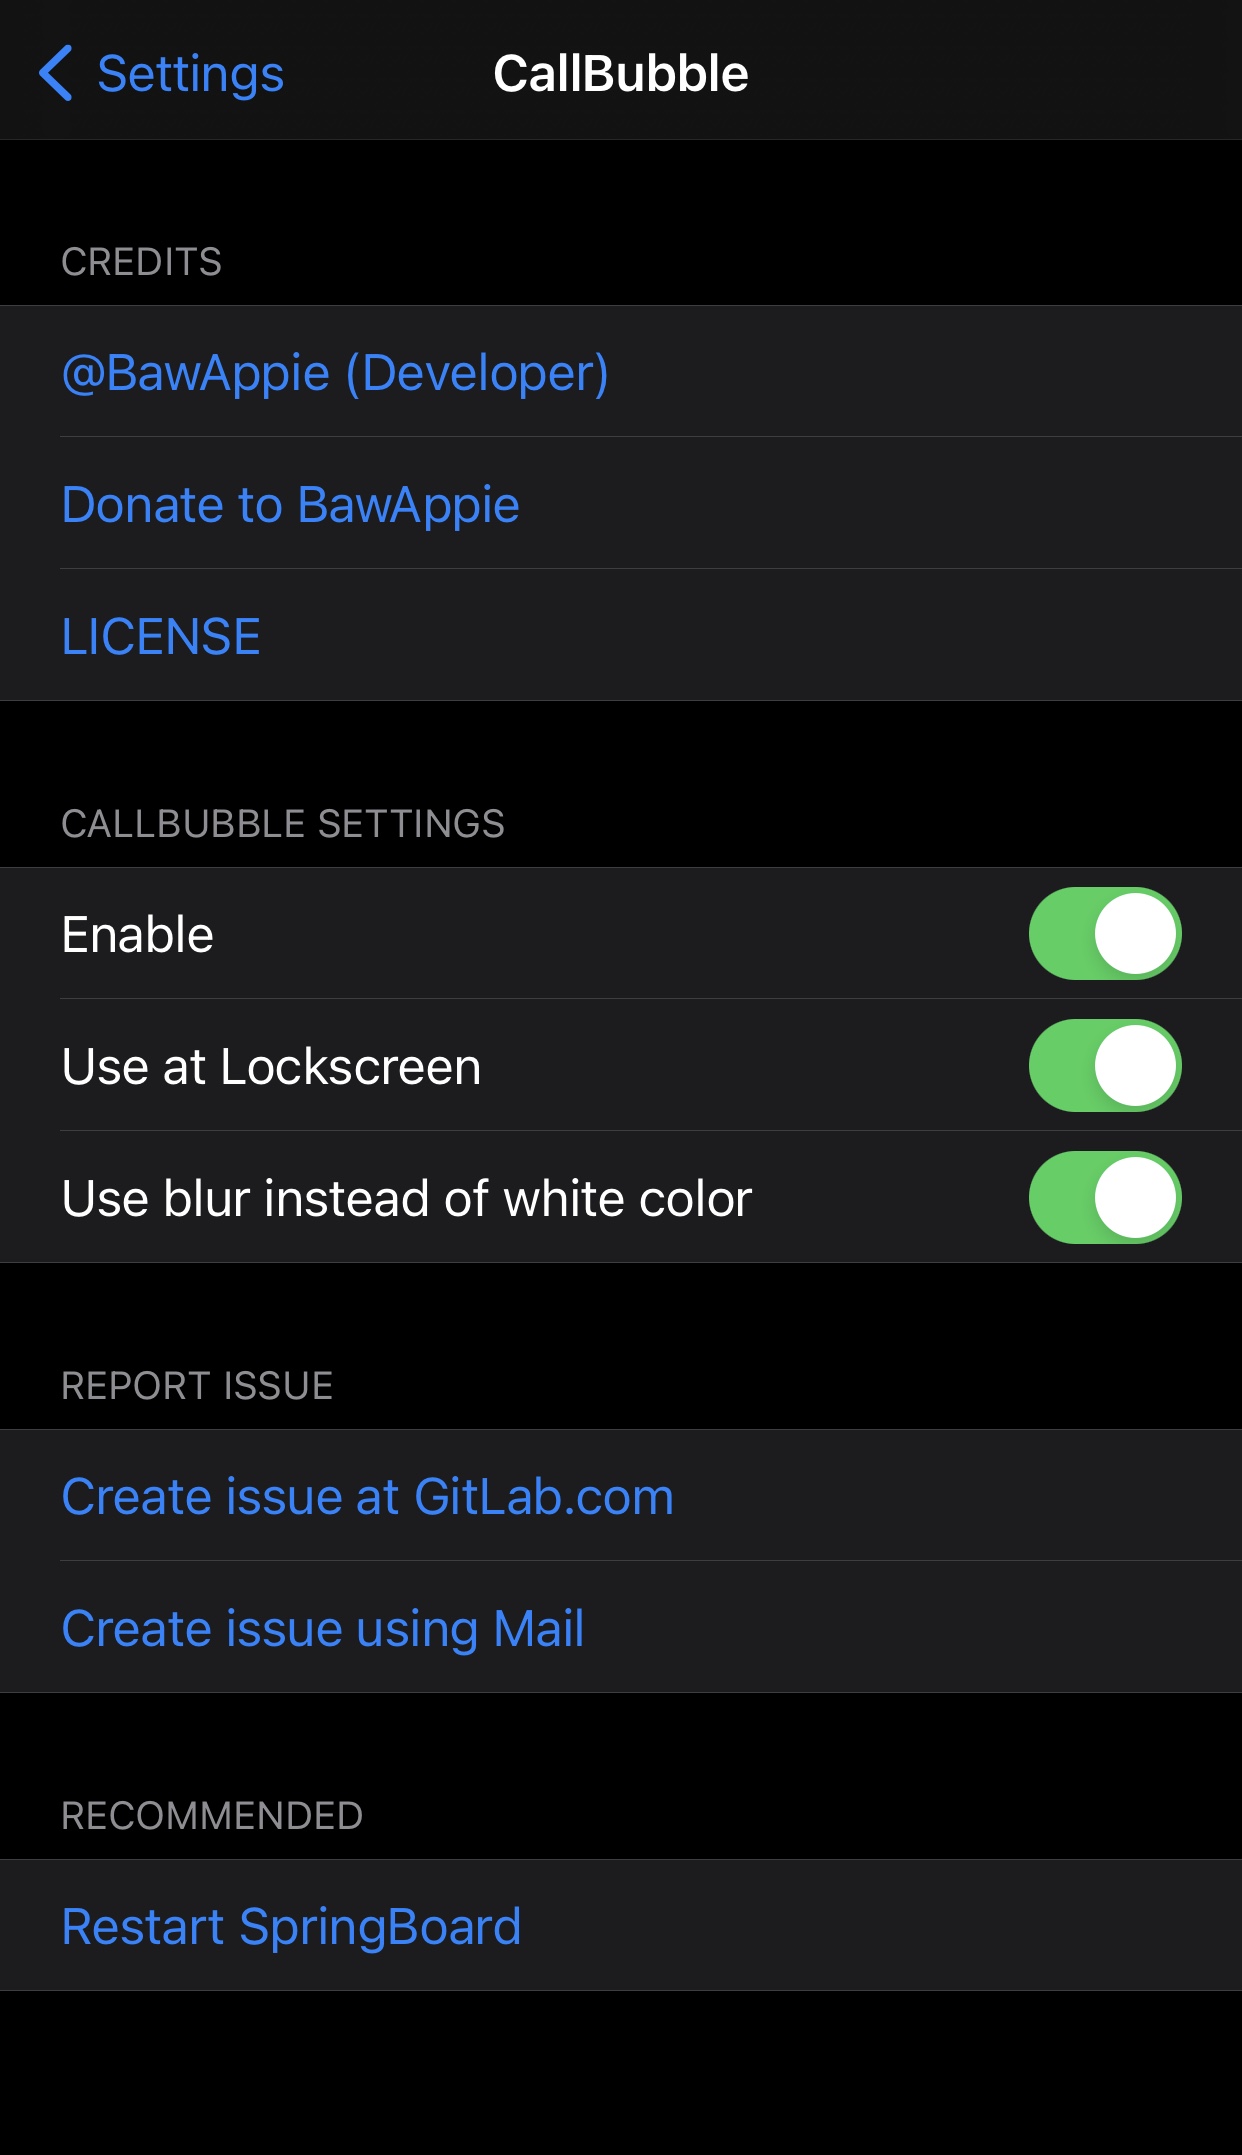 Settings
CallBubble
CREDITS
@BawAppie (Developer)
Donate to BawAppie
LICENSE
CALLBUBBLE SETTINGS
Enable
Use at Lockscreen
Use blur instead of white color
REPORT ISSUE
Create issue at GitLab.com
Create issue using Mail
RECOMMENDED
Restart SpringBoard